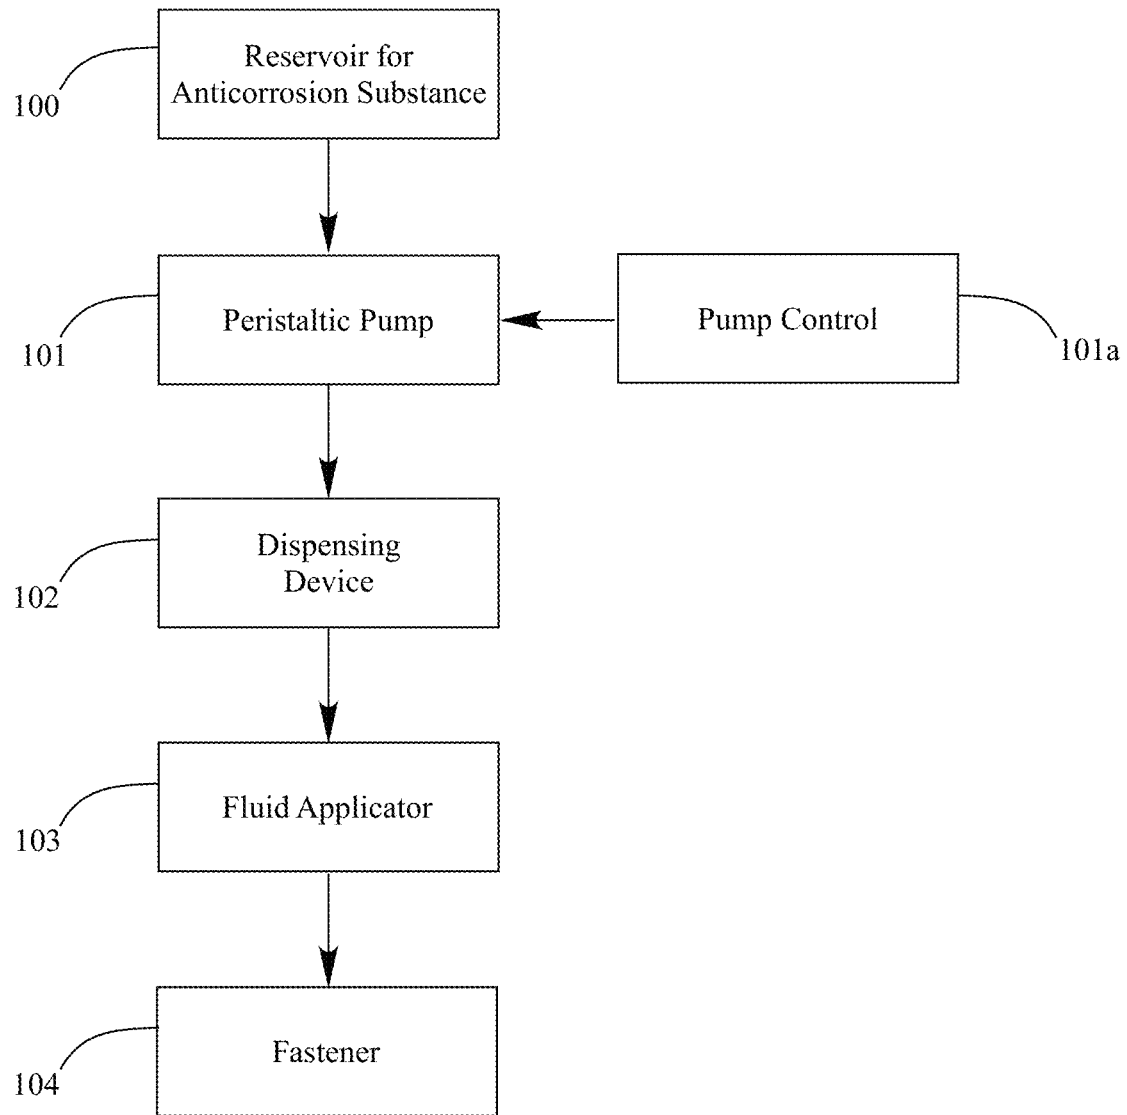 Reservoir for
Anticorrosion Substance
100
Peristaltic Pump
Pump Control
101
101a
Dispensing
Device
102
Fluid Applicator
103
Fastener
104